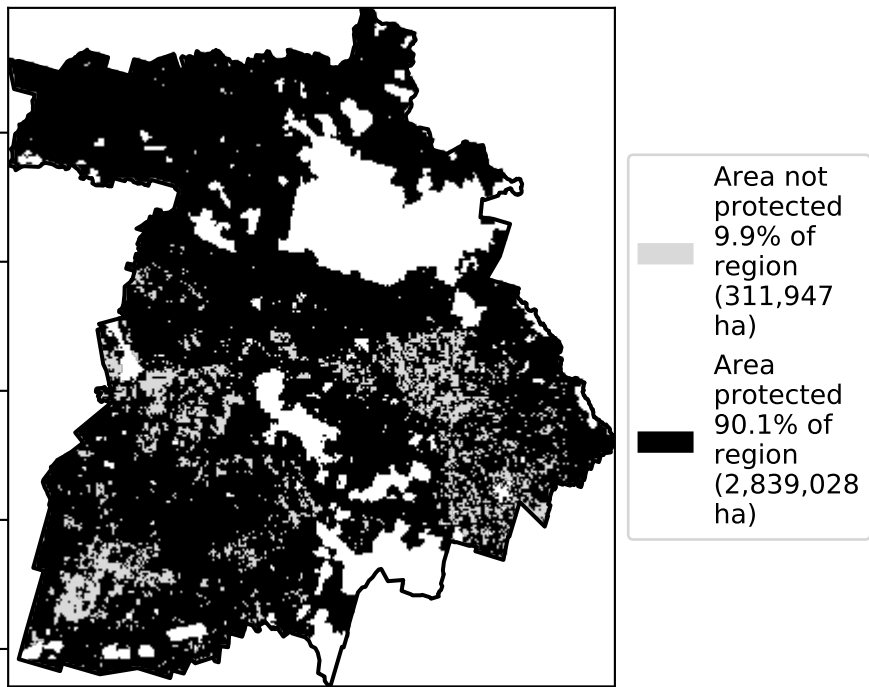 Area not
protected
9.9% of
region
(311,947
ha)
Area
protected
90.1% of
region
(2,839,028
ha)